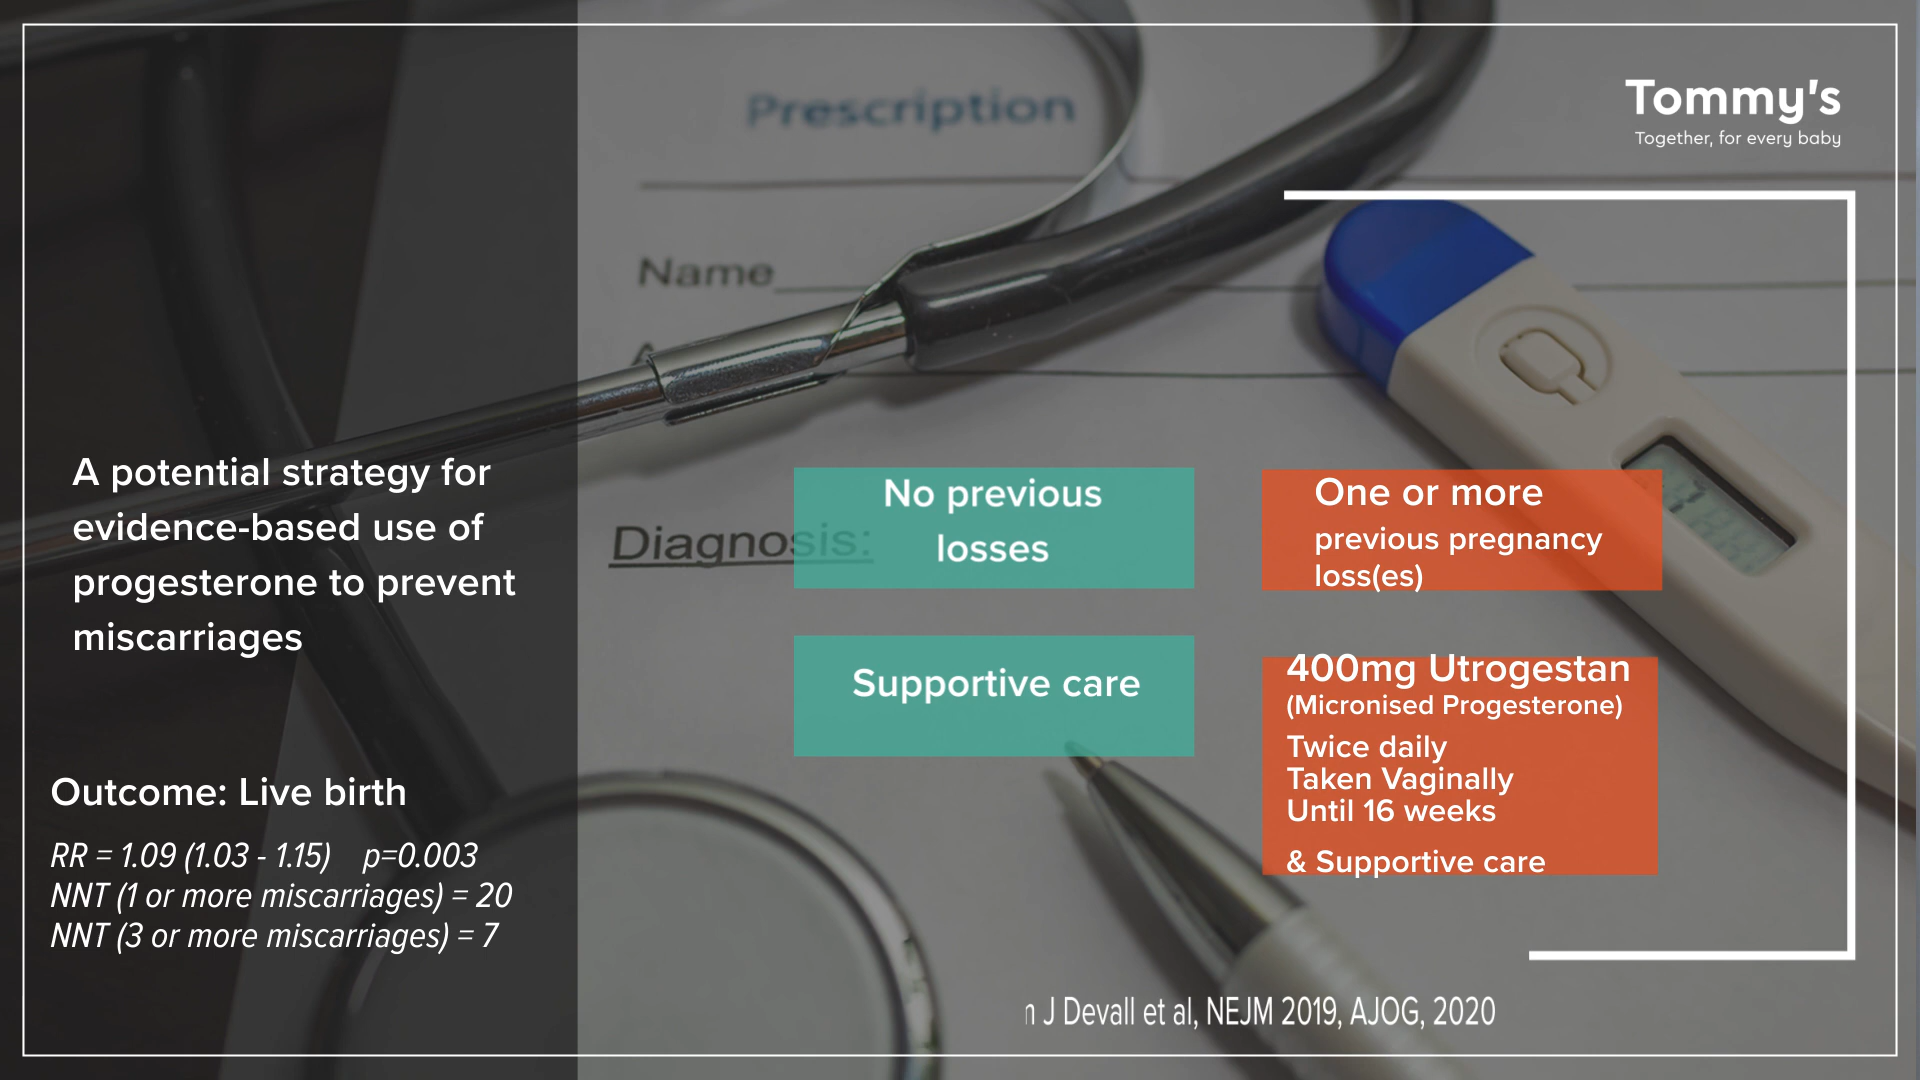 Prescription
Tommy's
Together, for every baby
Name
Diagnosis:
A potential strategy for
evidence-based use of
progesterone to prevent
miscarriages
No previous
losses
One or more
previous pregnancy
loss(es)
Supportive care
400mg Utrogestan
(Micronised Progesterone)
Twice daily
Taken Vaginally
Until 16 weeks
& Supportive care
Outcome: Live birth
RR = 1.09 (1.03 - 1.15) p=0.003
NNT (1 or more miscarriages) = 20
NNT (3 or more miscarriages) = 7
J Devall et al, NEJM 2019, AJOG, 2020